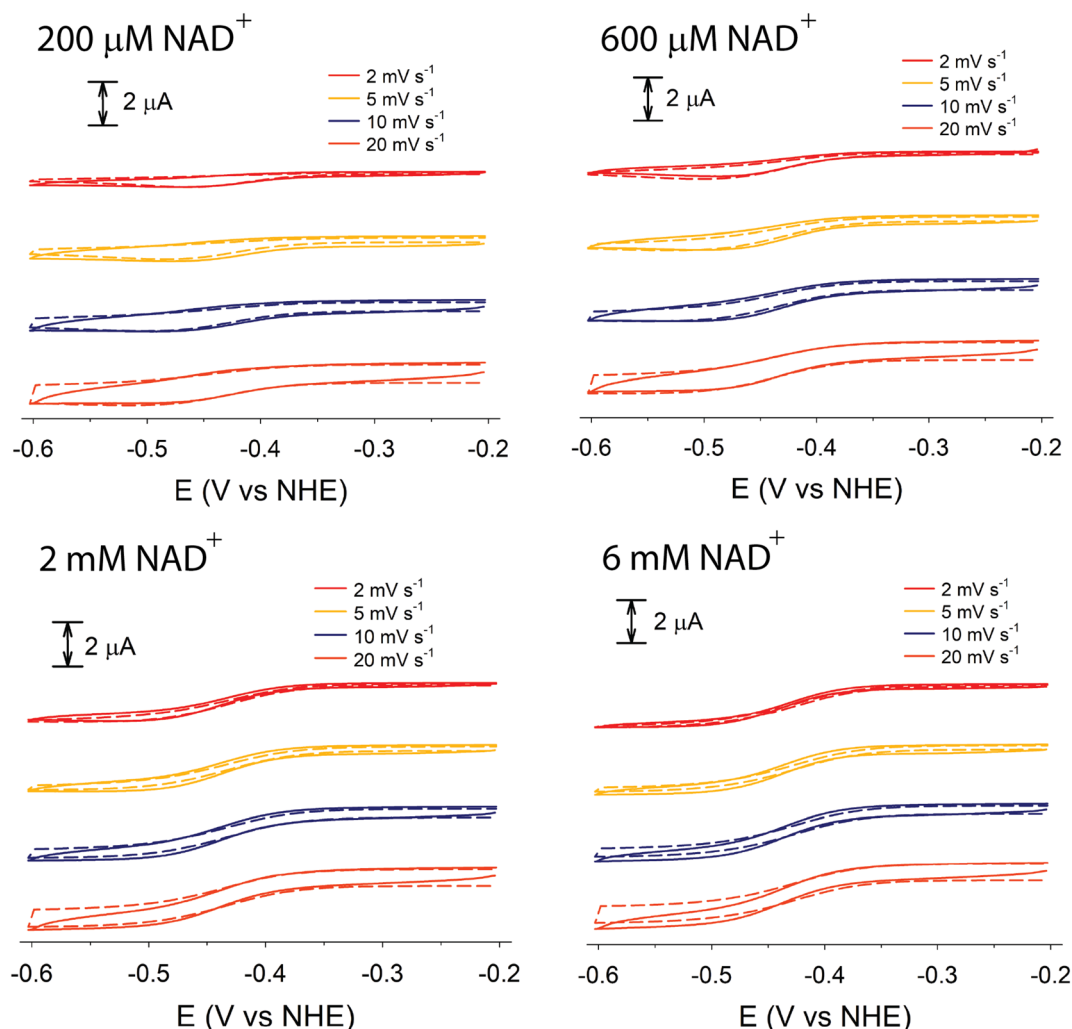 200 μM NAD⁺
2 μA
2 mV s⁻¹
5 mV s⁻¹
10 mV s⁻¹
20 mV s⁻¹
-0.6 -0.5 -0.4 -0.3 -0.2
E (V vs NHE)
600 μM NAD⁺
2 μA
2 mV s⁻¹
5 mV s⁻¹
10 mV s⁻¹
20 mV s⁻¹
-0.6 -0.5 -0.4 -0.3 -0.2
E (V vs NHE)
2 mM NAD⁺
2 μA
2 mV s⁻¹
5 mV s⁻¹
10 mV s⁻¹
20 mV s⁻¹
-0.6 -0.5 -0.4 -0.3 -0.2
E (V vs NHE)
6 mM NAD⁺
2 μA
2 mV s⁻¹
5 mV s⁻¹
10 mV s⁻¹
20 mV s⁻¹
-0.6 -0.5 -0.4 -0.3 -0.2
E (V vs NHE)